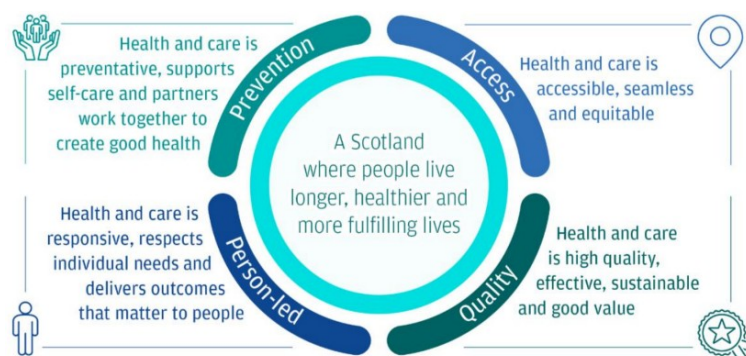 Prevention
Health and care is
preventative, supports
self-care and partners
work together to
create good health
Access
Health and care is
accessible, seamless
and equitable
A Scotland
where people live
longer, healthier and
more fulfilling lives
Person-led
Health and care is
responsive, respects
individual needs and
delivers outcomes
that matter to people
Quality
Health and care
is high quality,
effective, sustainable
and good value